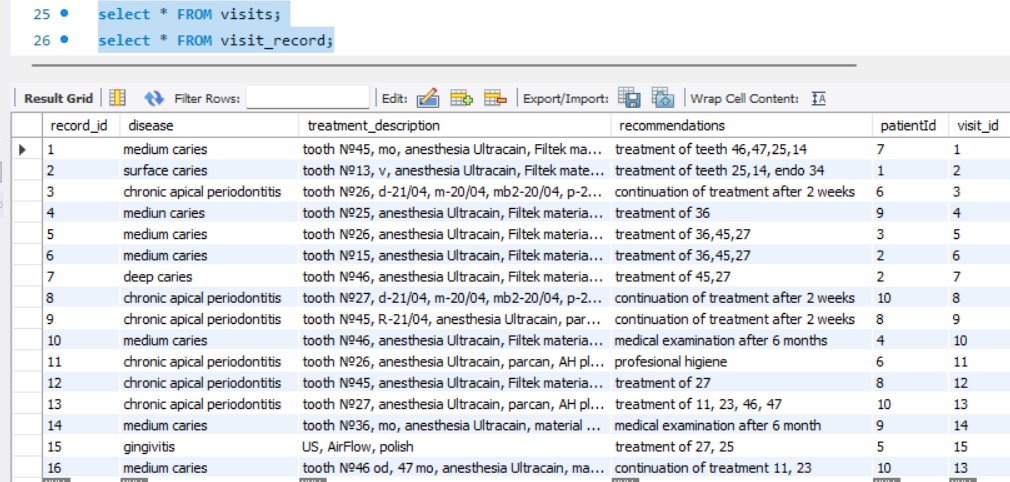 25 select * FROM visits;
26 select * FROM visit_record;
Result Grid Filter Rows: Edit: Export/Import: Wrap Cell Content: IA
record_id disease treatment_description recommendations patientId visit_id
1 medium caries tooth №45, mo, anesthesia Ultracain, Filtek ma... treatment of teeth 46,47,25,14 7 1
2 surface caries tooth №13, v, anesthesia Ultracain, Filtek mate... treatment of teeth 25,14, endo 34 1 2
3 chronic apical periodontitis tooth №26, d-21/04, m-20/04, mb2-20/04, p-2... continuation of treatment after 2 weeks 6 3
4 mediun caries tooth №25, anesthesia Ultracain, Filtek materia... treatment of 36 9 4
5 medium caries tooth №26, anesthesia Ultracain, Filtek materia... treatment of 36,45,27 3 5
6 medium caries tooth №15, anesthesia Ultracain, Filtek materia... treatment of 36,45,27 2 6
7 deep caries tooth №46, anesthesia Ultracain, Filtek materia... treatment of 45,27 2 7
8 chronic apical periodontitis tooth №27, d-21/04, m-20/04, mb2-20/04, p-2... continuation of treatment after 2 weeks 10 8
9 chronic apical periodontitis tooth №45, R-21/04, anesthesia Ultracain, par... continuation of treatment after 2 weeks 8 9
10 medium caries tooth №46, anesthesia Ultracain, Filtek materia... medical examination after 6 months 4 10
11 chronic apical periodontitis tooth №26, anesthesia Ultracain, parcan, AH pl... profesional higiene 6 11
12 chronic apical periodontitis tooth №45, anesthesia Ultracain, Filtek materia... treatment of 27 8 12
13 chronic apical periodontitis tooth №27, anesthesia Ultracain, parcan, AH pl... treatment of 11, 23, 46, 47 10 13
14 medium caries tooth №36, mo, anesthesia Ultracain, material ... medical examination after 6 month 9 14
15 gingivitis US, AirFlow, polish treatment of 27, 25 5 15
16 medium caries tooth №46 od, 47 mo, anesthesia Ultracain, ma... continuation of treatment 11, 23 10 13